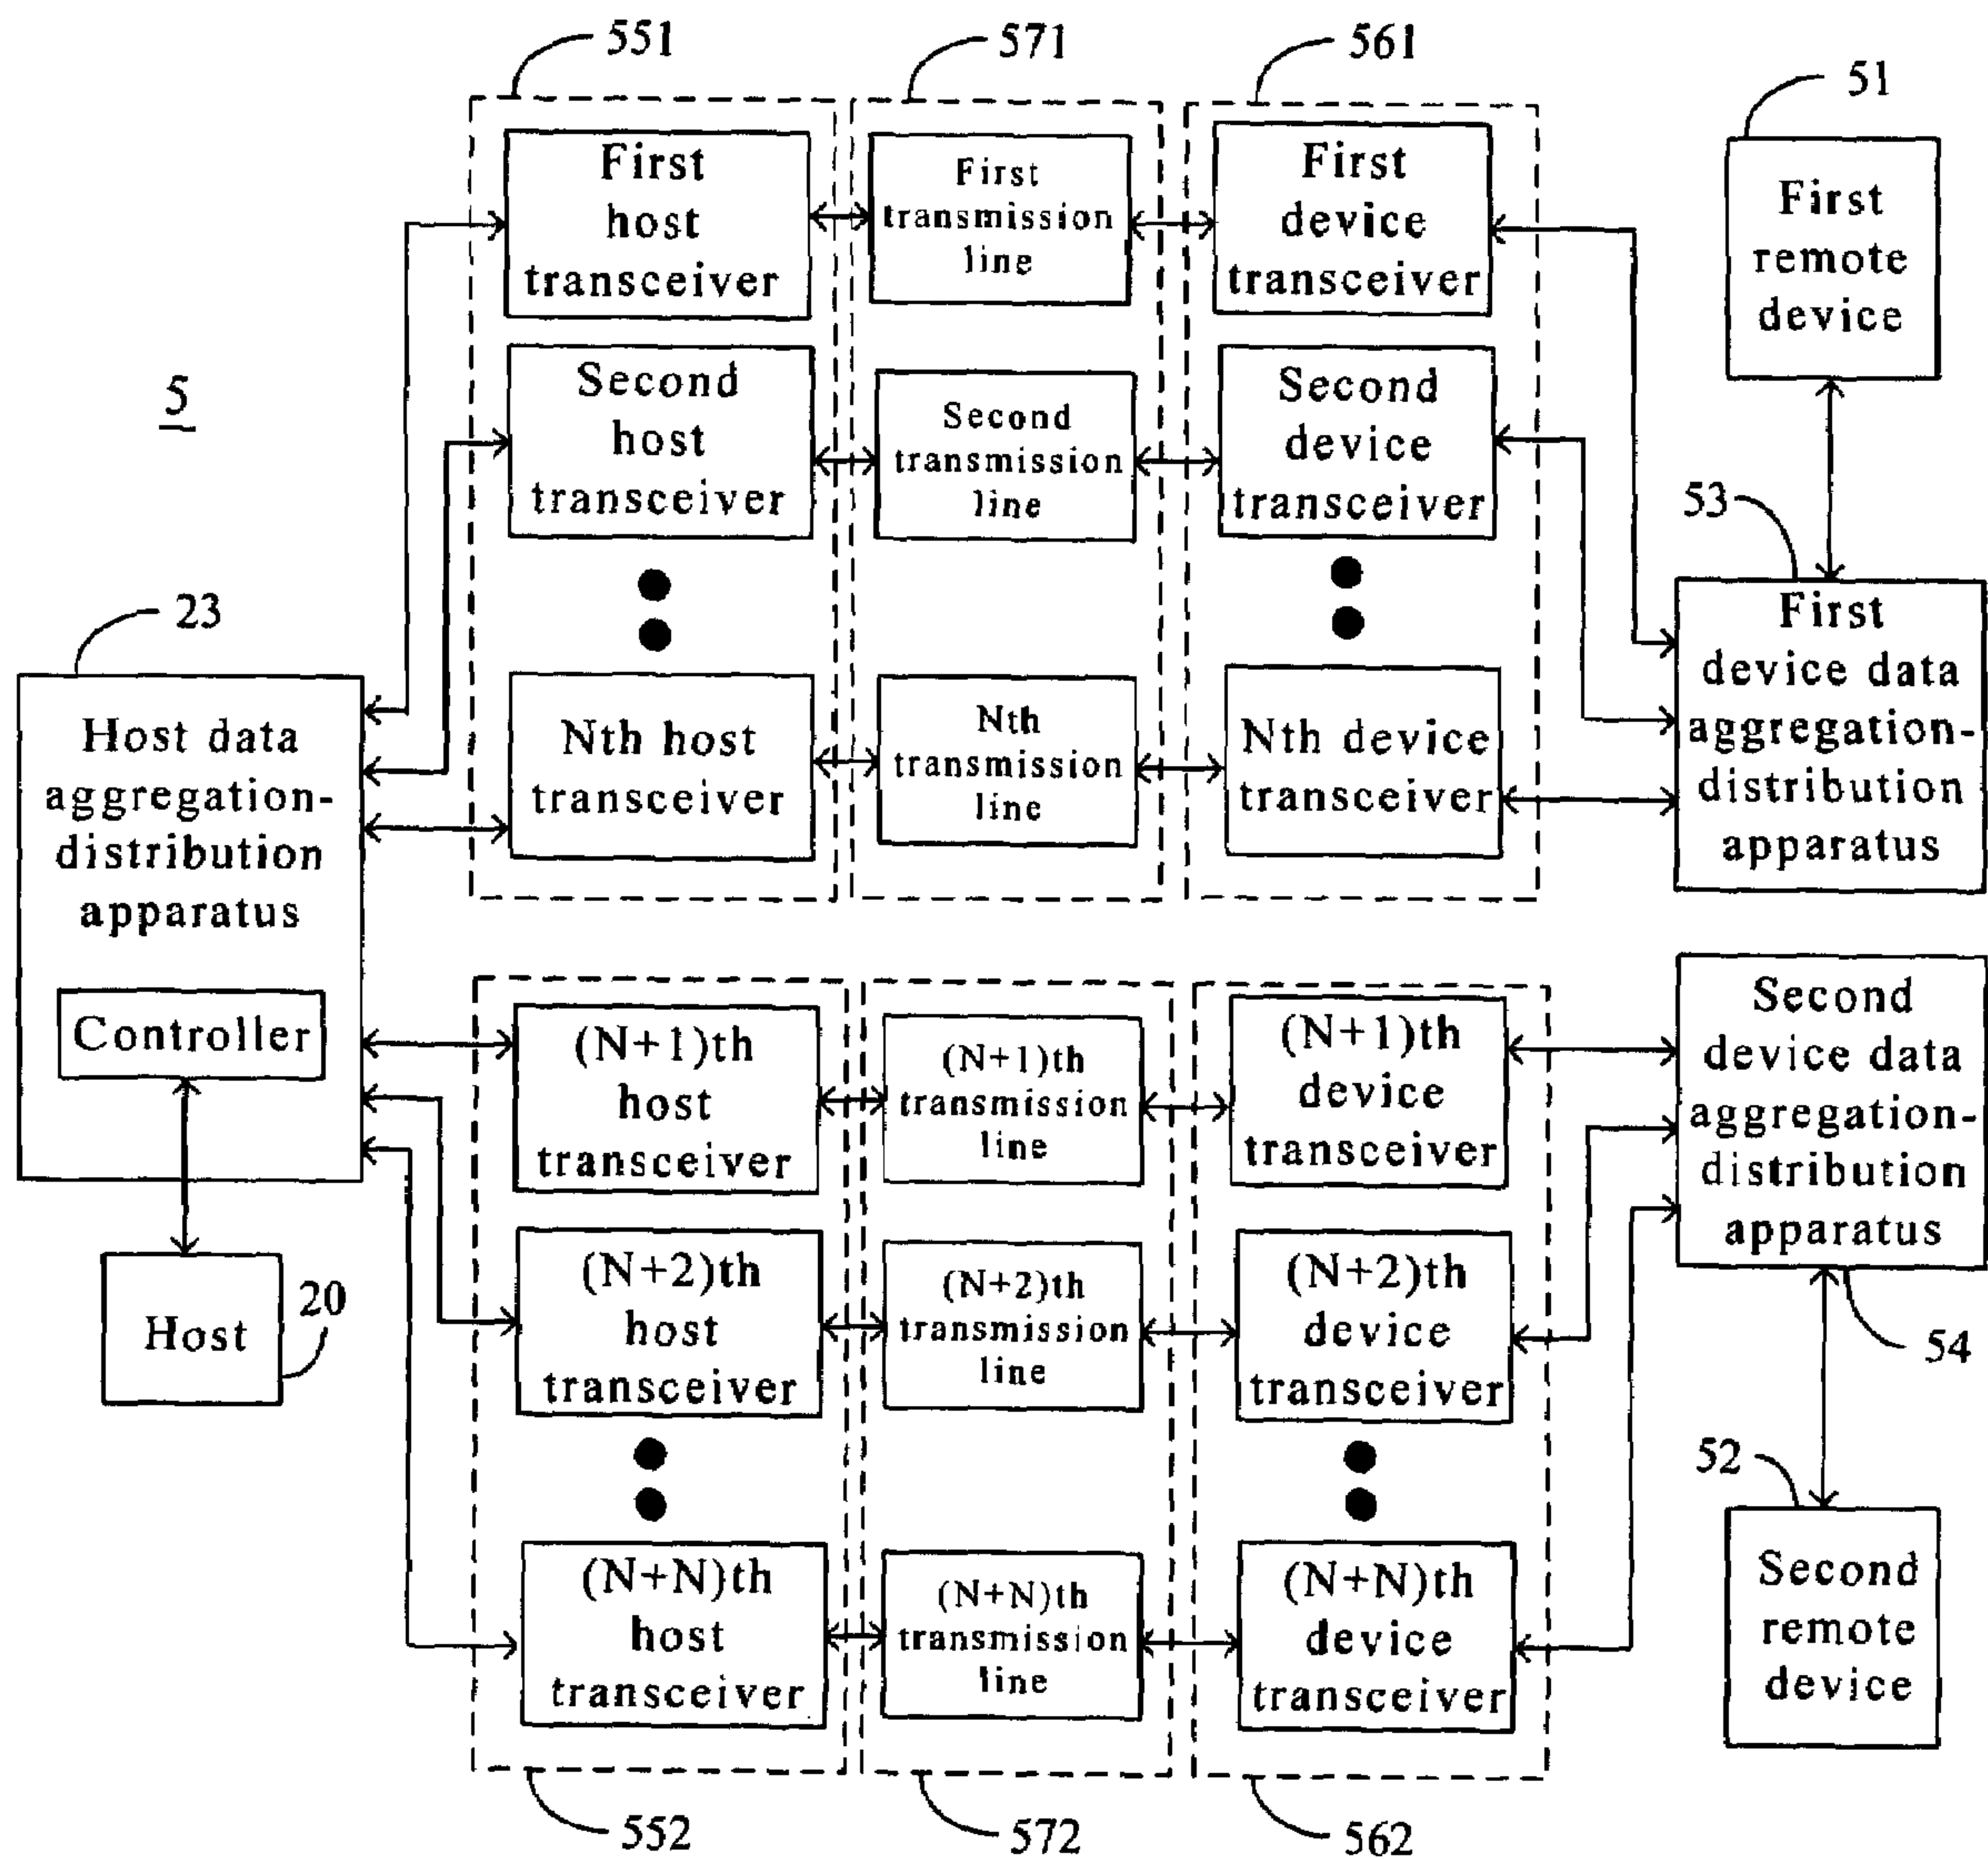 551
571
561
51
First
host
transceiver
First
transmission
line
First
device
transceiver
First
remote
device
5
Second
host
transceiver
Second
transmission
line
Second
device
transceiver
53
23
Host data
aggregation-
distribution
apparatus
Controller
Nth host
transceiver
Nth
transmission
line
Nth device
transceiver
First
device data
aggregation-
distribution
apparatus
(N+1)th
host
transceiver
(N+1)th
transmission
line
(N+1)th
device
transceiver
Second
device data
aggregation-
distribution
apparatus
Host
20
(N+2)th
host
transceiver
(N+2)th
transmission
line
(N+2)th
device
transceiver
54
52
(N+N)th
host
transceiver
(N+N)th
transmission
line
(N+N)th
device
transceiver
Second
remote
device
552
572
562